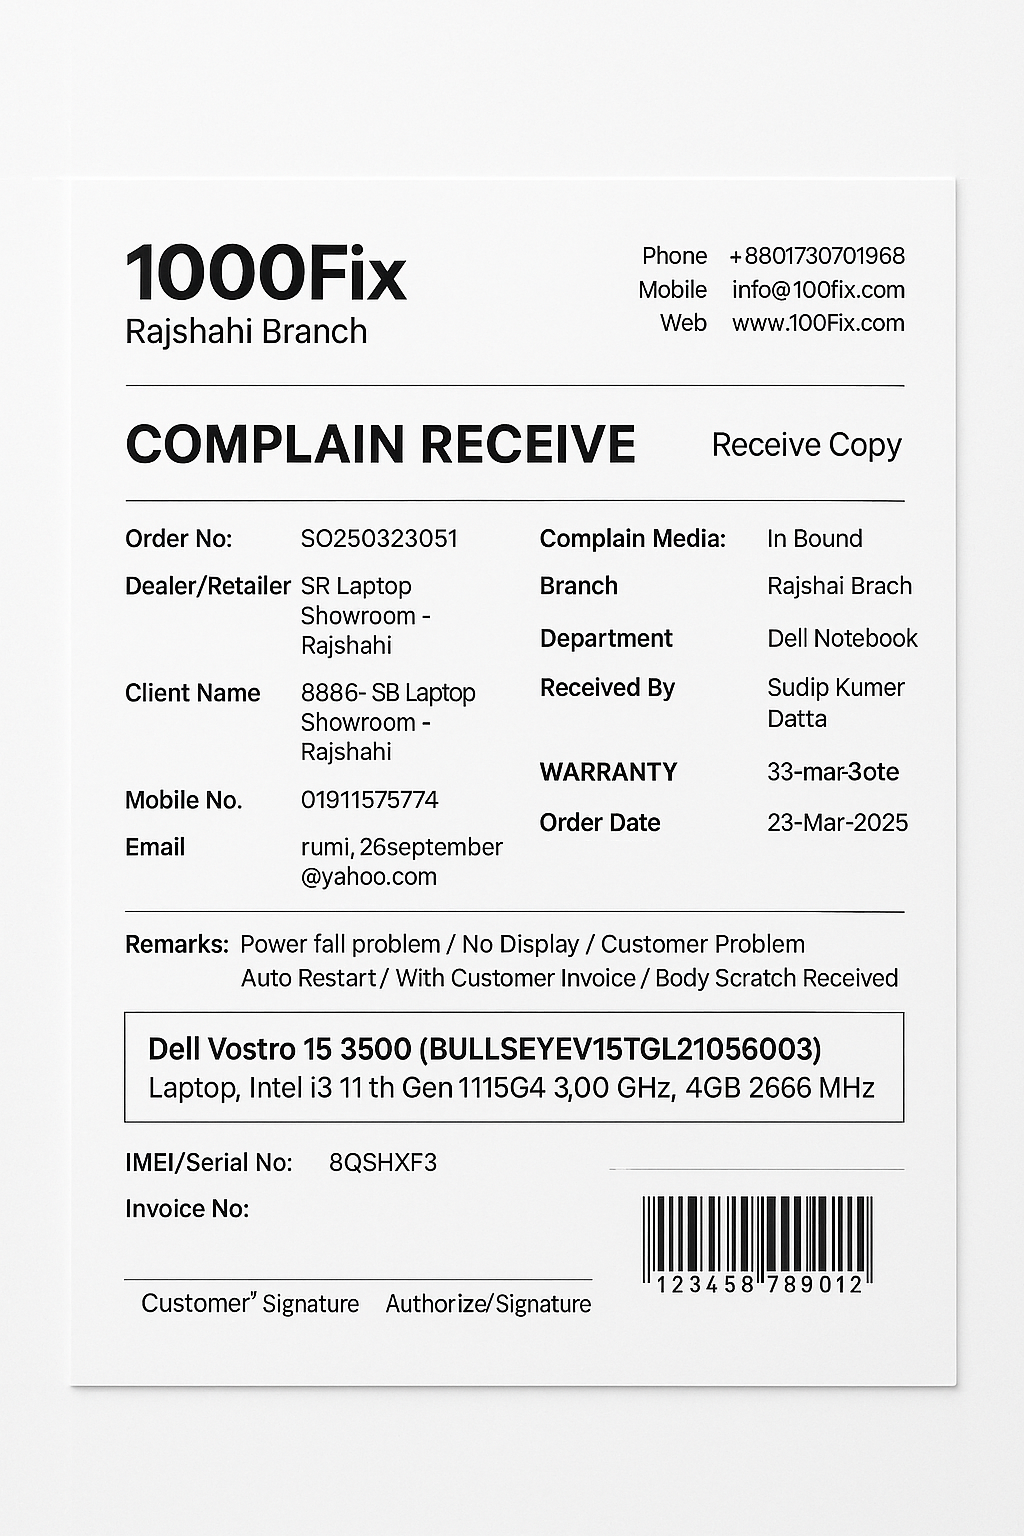 1000Fix
Rajshahi Branch
Phone +8801730701968
Mobile info@100fix.com
Web www.100Fix.com
COMPLAIN RECEIVE
Receive Copy
Order No: SO250323051
Dealer/Retailer SR Laptop
Showroom -
Rajshahi
Client Name 8886- SB Laptop
Showroom -
Rajshahi
Mobile No. 01911575774
Email rumi, 26september
@yahoo.com
Complain Media: In Bound
Branch Rajshai Brach
Department Dell Notebook
Received By Sudip Kumer
Datta
WARRANTY 33-mar-3ote
Order Date 23-Mar-2025
Remarks: Power fall problem / No Display / Customer Problem
Auto Restart / With Customer Invoice / Body Scratch Received
Dell Vostro 15 3500 (BULLSEYEV15TGL21056003)
Laptop, Intel i3 11 th Gen 1115G4 3,00 GHz, 4GB 2666 MHz
IMEI/Serial No: 8QSHXF3
Invoice No:
123458 789012
Customer" Signature Authorize/Signature